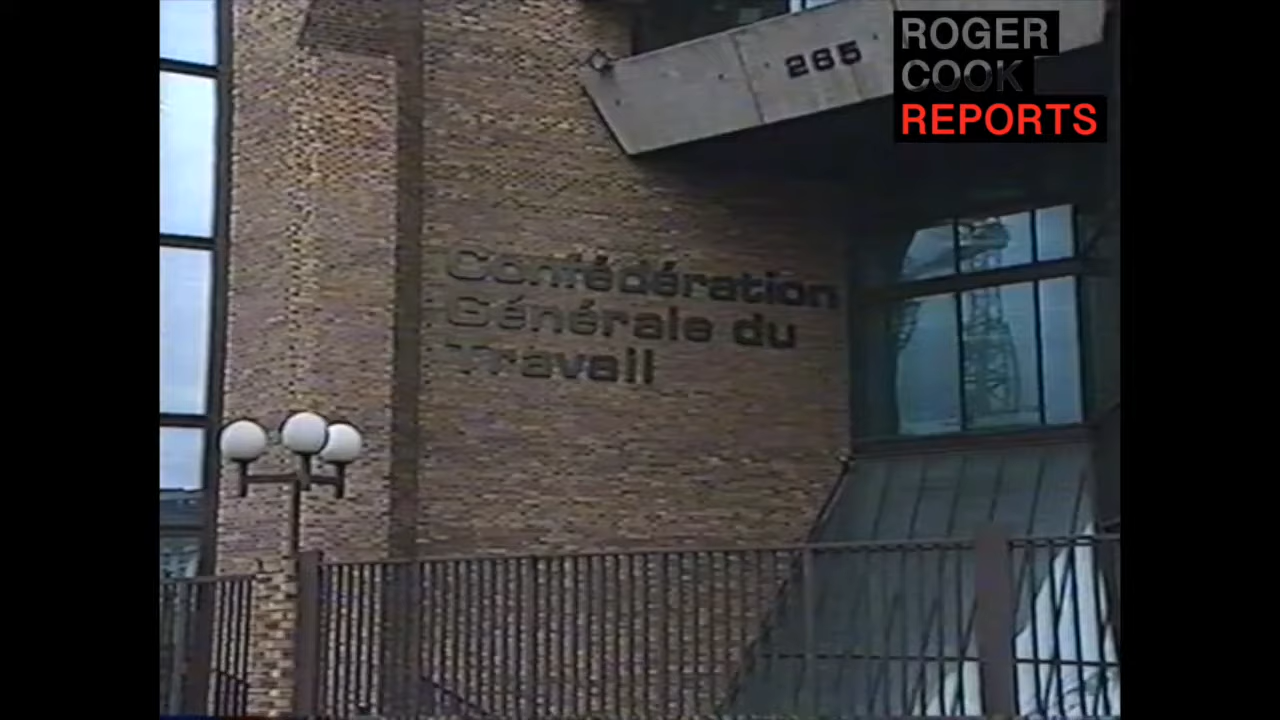 ROGER
COOK
REPORTS
265
Confédération
Générale du
Travail